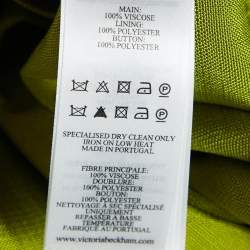 MAIN:
100% VISCOSE
LINING:
100% POLYESTER
BUTTON:
100% POLYESTER
SPECIALISED DRY CLEAN ONLY
IRON ON LOW HEAT
MADE IN PORTUGAL
FIBRE PRINCIPALE:
100% VISCOSE
DOUBLURE:
100% POLYESTER
BOUTON:
100% POLYESTER
NETTOYAGE A SEC SPÉCIALISÉ
UNIQUEMENT
REPASSER A BASSE
TEMPÉRATURE
FABRIQUÉ AU PORTUGAL
www.victoriabeckham.com